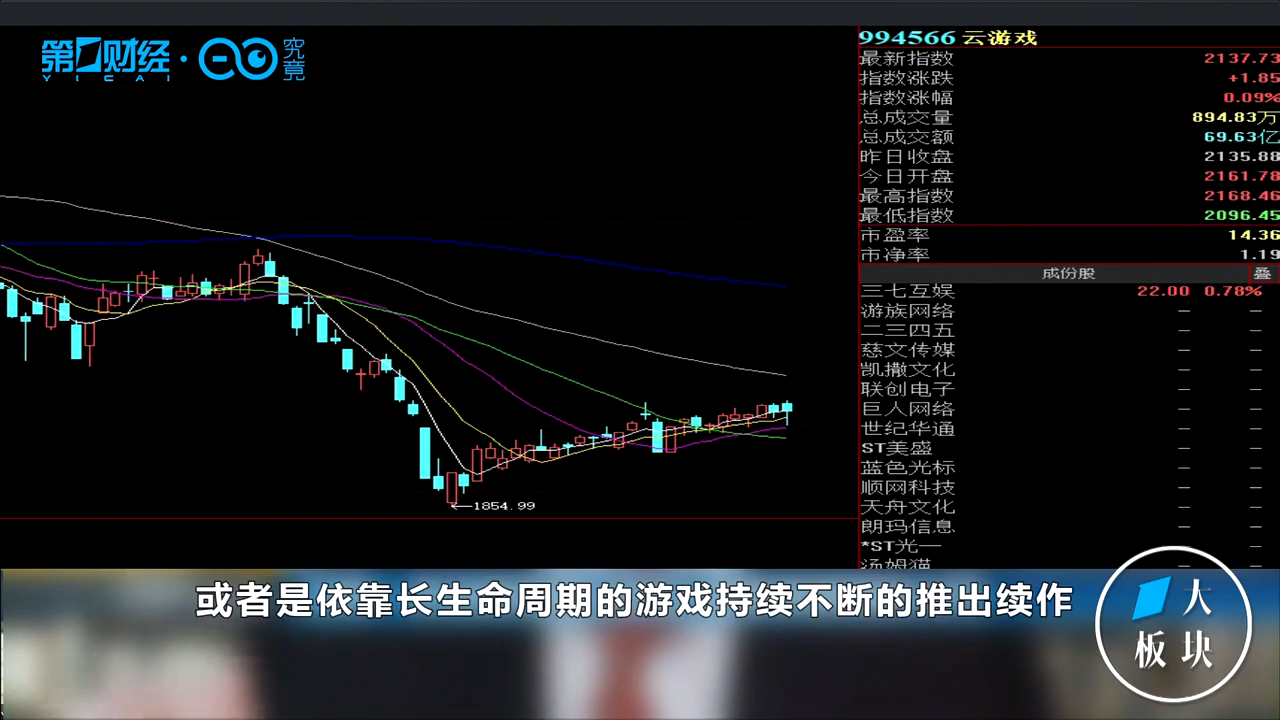 第1财经·究竟
YICAI
994566 云游戏
最新指数 2137.73
指数涨跌 +1.85
指数涨幅 0.09%
总成交量 894.83万
总成交额 69.63亿
昨日收盘 2135.88
今日开盘 2161.78
最高指数 2168.46
最低指数 2096.45
市盈率 14.36
市净率 1.19
成份股 叠
三七互娱 22.00 0.78%
游族网络 — —
二三四五 — —
慈文传媒 — —
凯撒文化 — —
联创电子 — —
巨人网络 — —
世纪华通 — —
ST美盛 — —
蓝色光标 — —
顺网科技 — —
天舟文化 — —
朗玛信息 — —
*ST光一 —
汤姆猫 — —
1854.99
或者是依靠长生命周期的游戏持续不断的推出续作
1大
板块